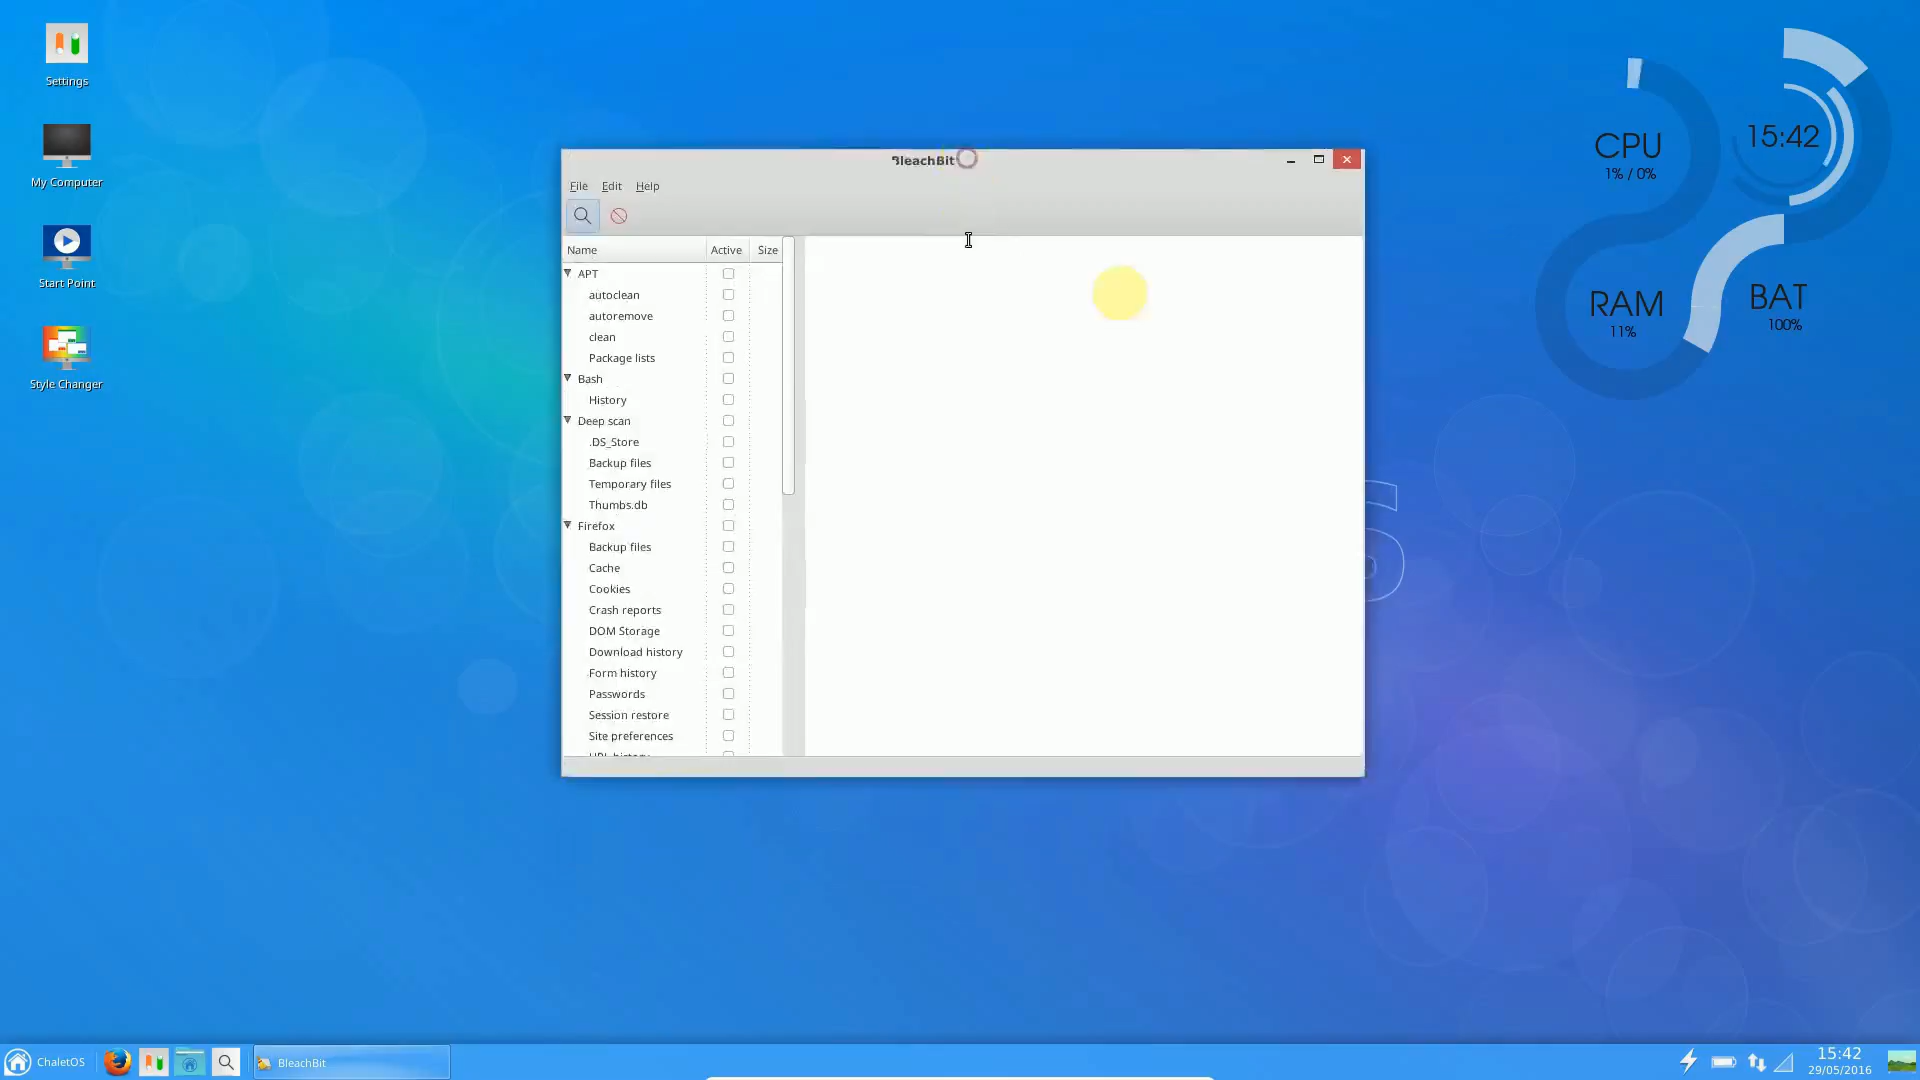 Settings
My Computer
Start Point
Style Changer
CPU
1% / 0%
15:42
RAM
11%
BAT
100%
BleachBit
File Edit Help
Name Active Size
APT
autoclean
autoremove
clean
Package lists
Bash
History
Deep scan
.DS_Store
Backup files
Temporary files
Thumbs.db
Firefox
Backup files
Cache
Cookies
Crash reports
DOM Storage
Download history
Form history
Passwords
Session restore
Site preferences
URL history
S
ChaletOS
BleachBit
15:42
29/05/2016